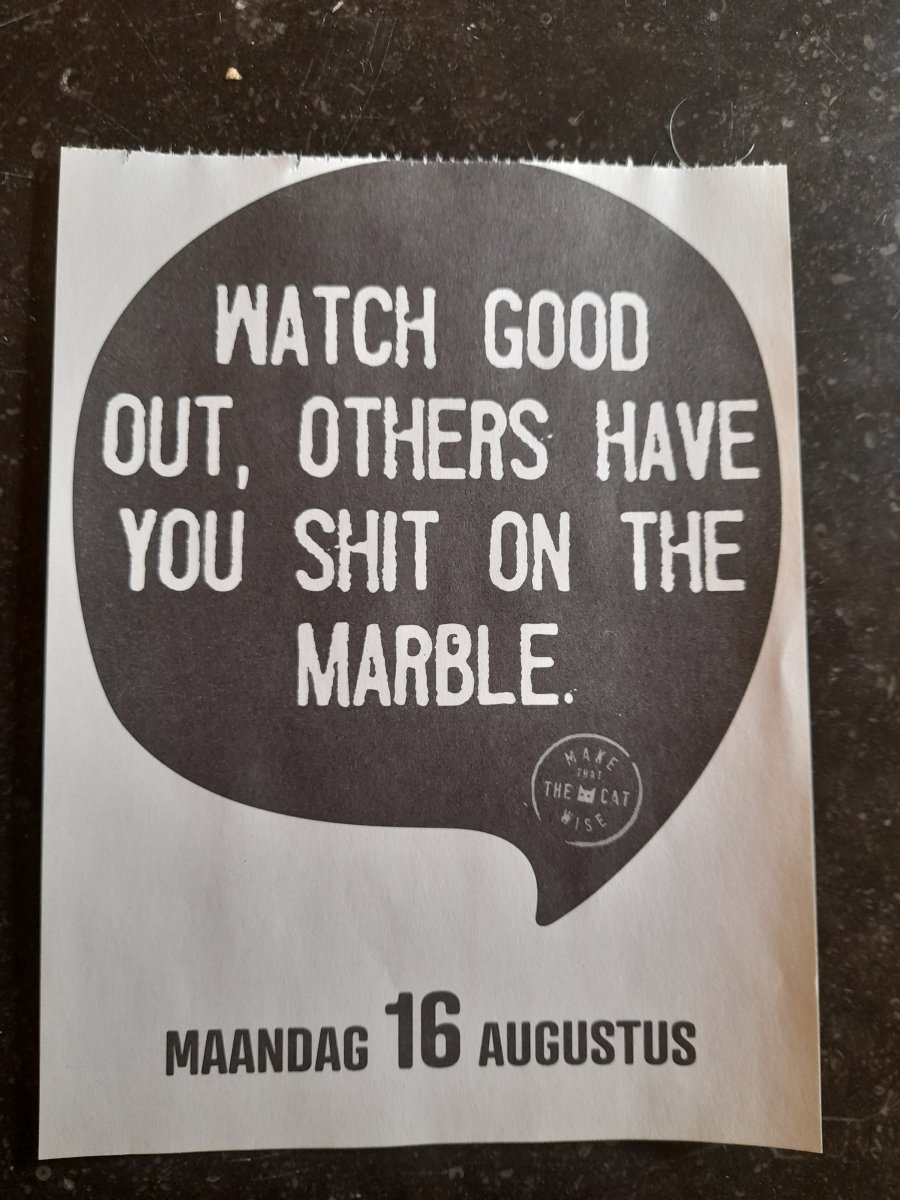 WATCH GOOD
OUT, OTHERS HAVE
YOU SHIT ON THE
MARBLE.
MAKE
THAT
THE CAT
WISE
MAANDAG 16 AUGUSTUS